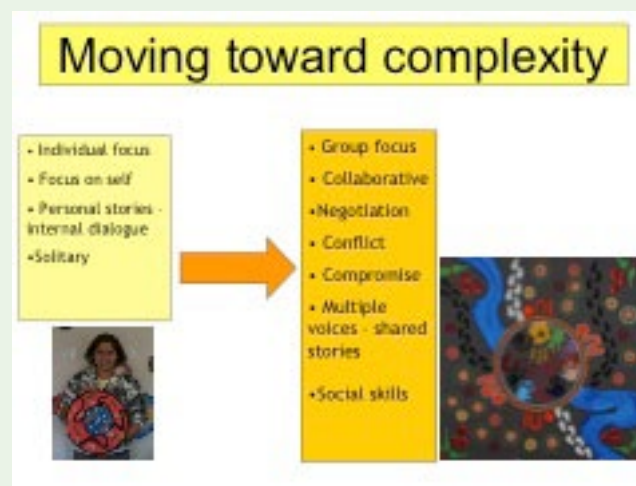 Moving toward complexity
• Individual focus
• Focus on self
• Personal stories -
internal dialogue
•Solitary
• Group focus
• Collaborative
•Negotiation
• Conflict
• Compromise
• Multiple
voices - shared
stories
•Social skills